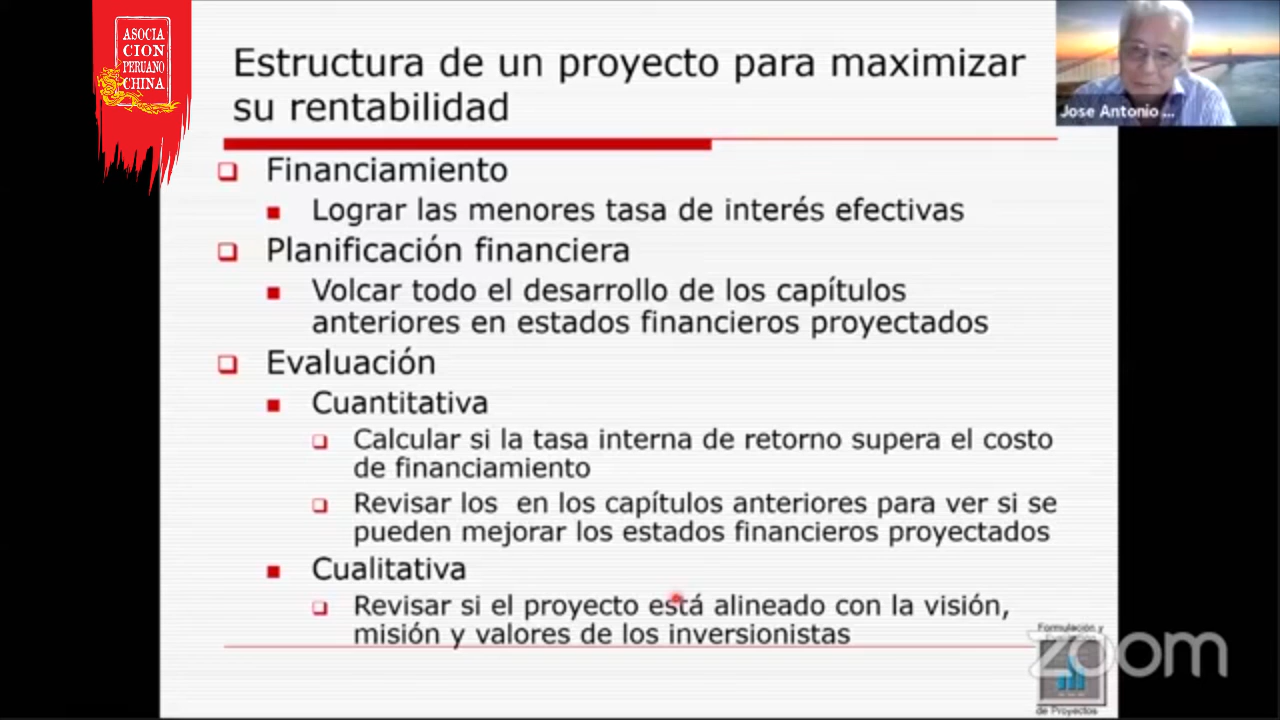 ASOCIA
CION
PERUANO
CHINA
Estructura de un proyecto para maximizar
su rentabilidad
Jose Antonio ...
Financiamiento
Lograr las menores tasa de interés efectivas
Planificación financiera
Volcar todo el desarrollo de los capítulos
anteriores en estados financieros proyectados
Evaluación
Cuantitativa
Calcular si la tasa interna de retorno supera el costo
de financiamiento
Revisar los en los capítulos anteriores para ver si se
pueden mejorar los estados financieros proyectados
Cualitativa
Revisar si el proyecto está alineado con la visión,
misión y valores de los inversionistas
Formulación y
zoom
de Proyectos